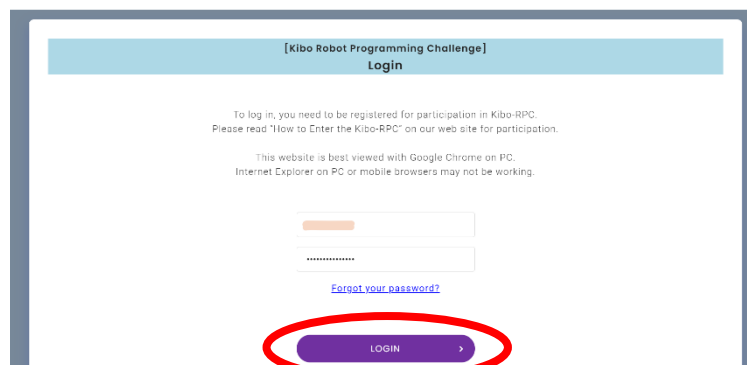 [Kibo Robot Programming Challenge]
Login
To log in, you need to be registered for participation in Kibo-RPC.
Please read "How to Enter the Kibo-RPC" on our web site for participation.
This website is best viewed with Google Chrome on PC.
Internet Explorer on PC or mobile browsers may not be working.
Forgot your password?
LOGIN